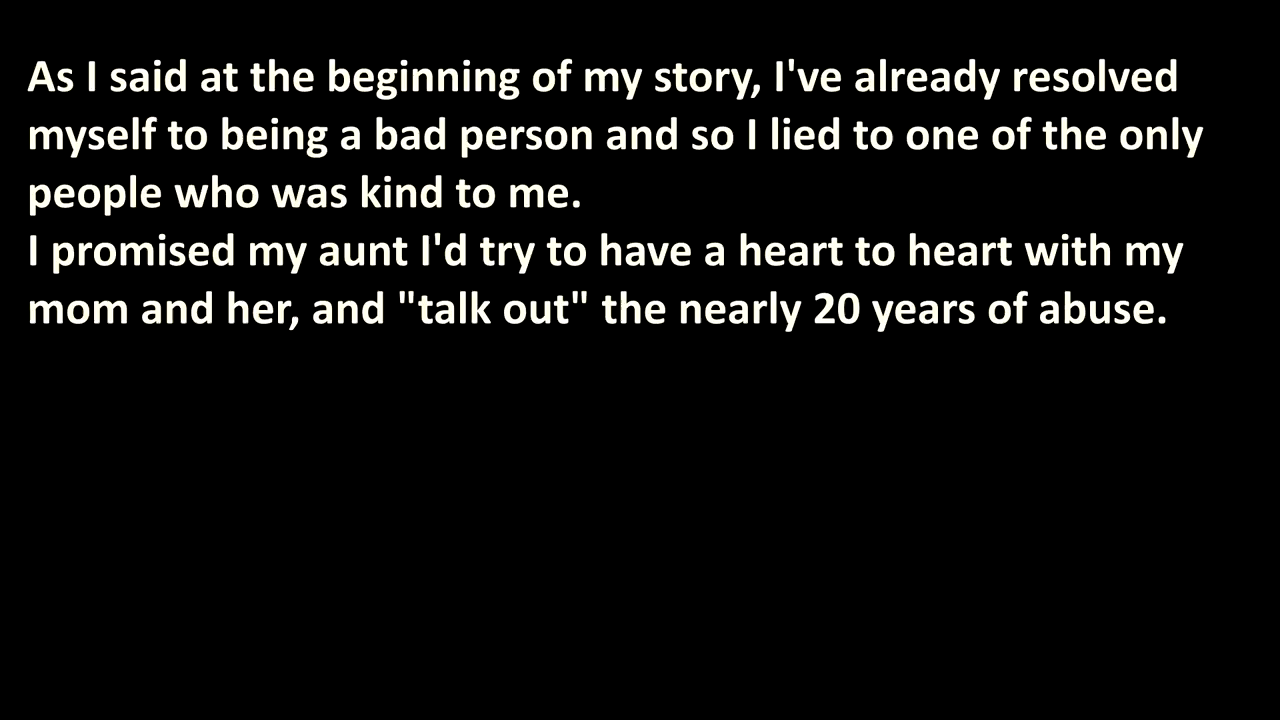 As I said at the beginning of my story, I've already resolved
myself to being a bad person and so I lied to one of the only
people who was kind to me.
I promised my aunt I'd try to have a heart to heart with my
mom and her, and "talk out" the nearly 20 years of abuse.